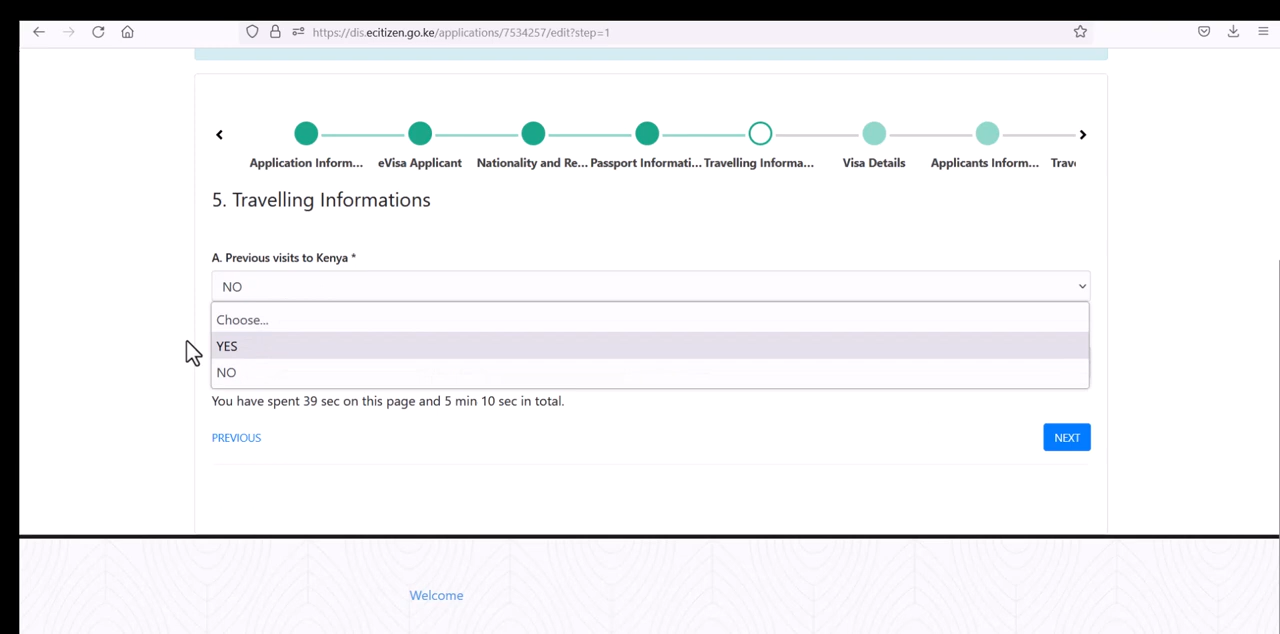 https://dis.ecitizen.go.ke/applications/7534257/edit?step=1
Application Inform... eVisa Applicant Nationality and Re... Passport Informati... Travelling Informa... Visa Details Applicants Inform... Trav
5. Travelling Informations
A. Previous visits to Kenya *
NO
Choose...
YES
NO
You have spent 39 sec on this page and 5 min 10 sec in total.
PREVIOUS NEXT
Welcome